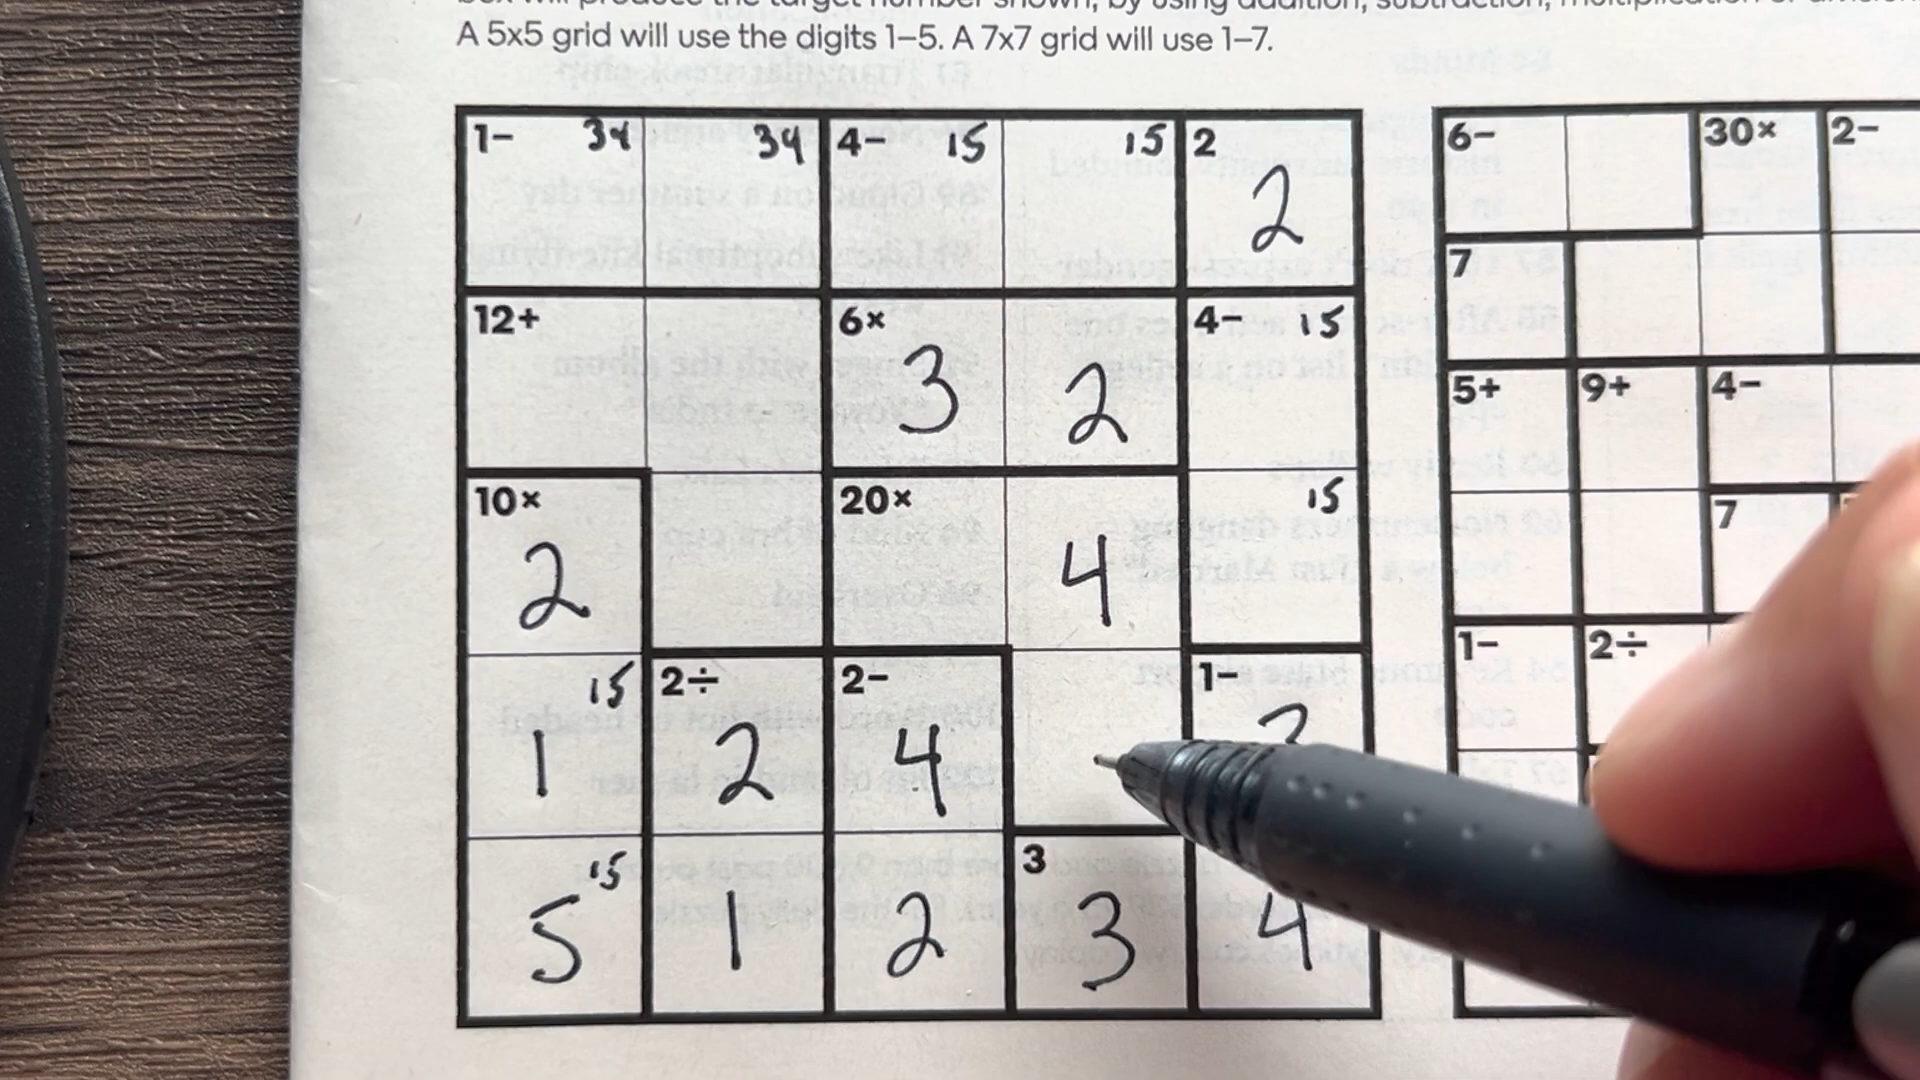 A 5x5 grid will use the digits 1–5. A 7x7 grid will use 1–7.
1– 34 34 4– 15 15 2
2
12+ 6× 4– 15
3 2
10× 20× 15
2 4
15 2÷ 2– 1–
1 2 4
15 3
5 1 2 3 4
6– 30× 2–
7
5+ 9+ 4–
7
1– 2÷